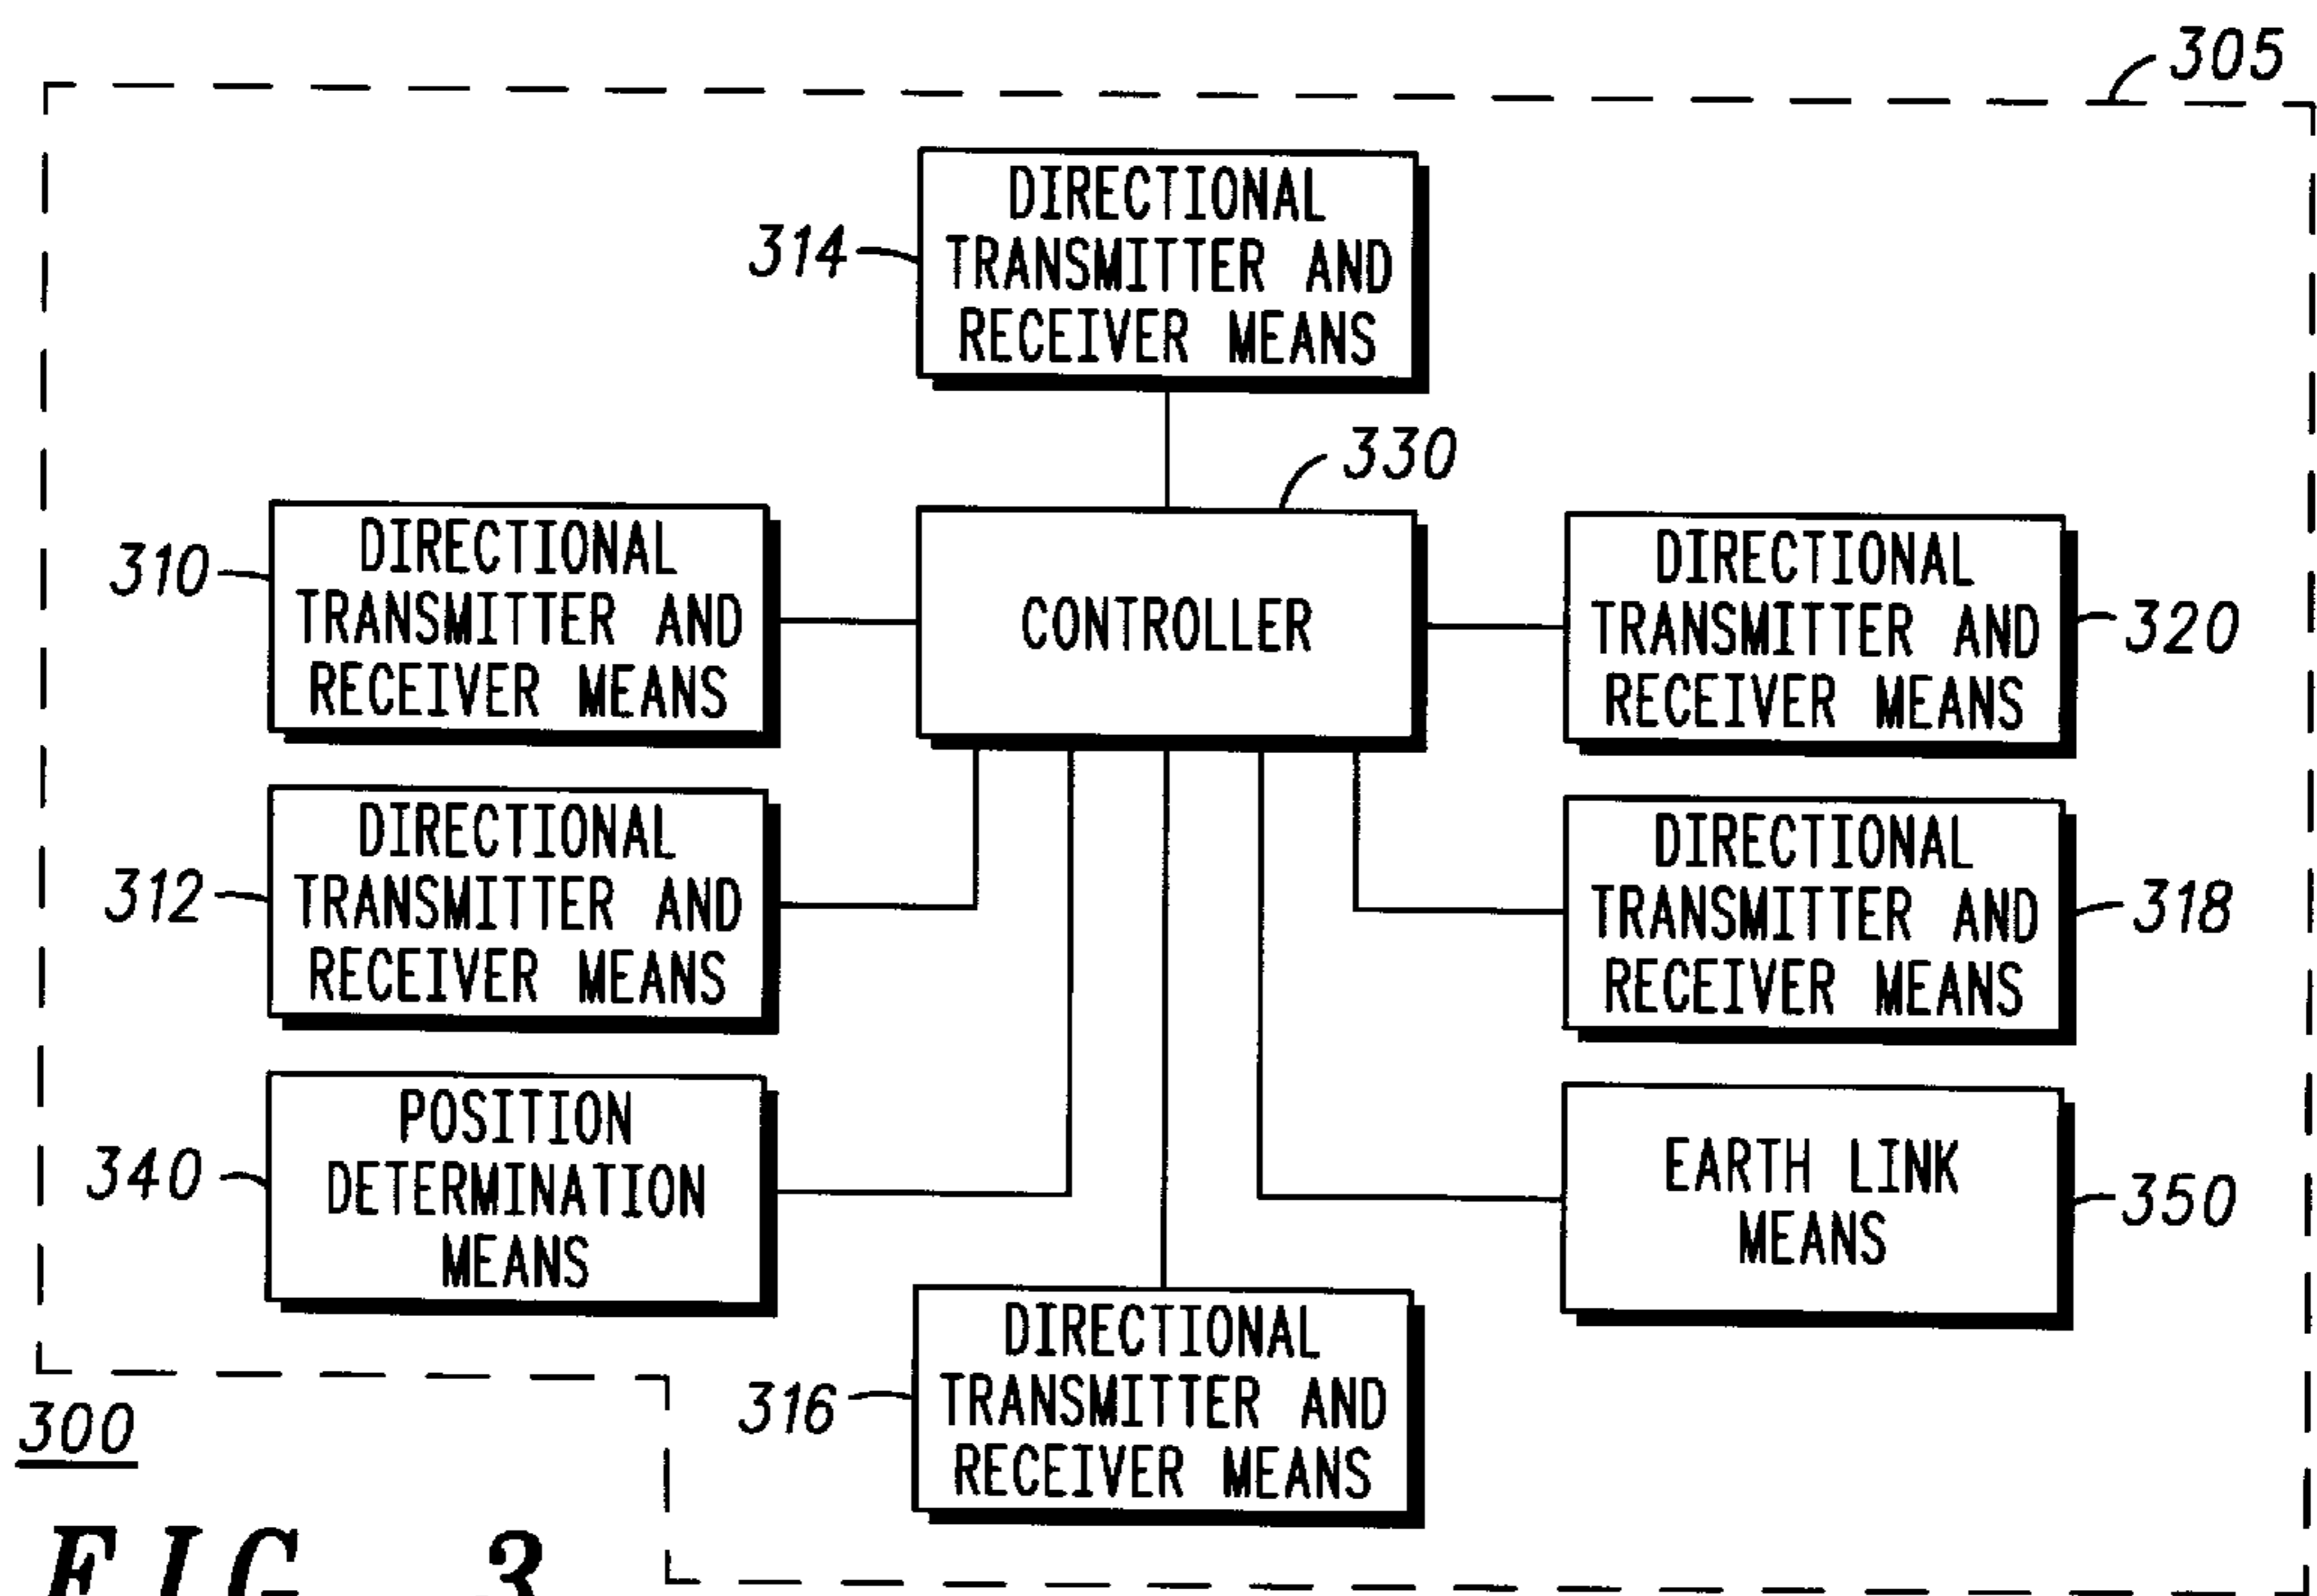 305
DIRECTIONAL
TRANSMITTER AND
RECEIVER MEANS
314
330
DIRECTIONAL
TRANSMITTER AND
RECEIVER MEANS
310
CONTROLLER
DIRECTIONAL
TRANSMITTER AND
RECEIVER MEANS
320
DIRECTIONAL
TRANSMITTER AND
RECEIVER MEANS
312
DIRECTIONAL
TRANSMITTER AND
RECEIVER MEANS
318
POSITION
DETERMINATION
MEANS
340
EARTH LINK
MEANS
350
DIRECTIONAL
TRANSMITTER AND
RECEIVER MEANS
316
300
FIG. 3